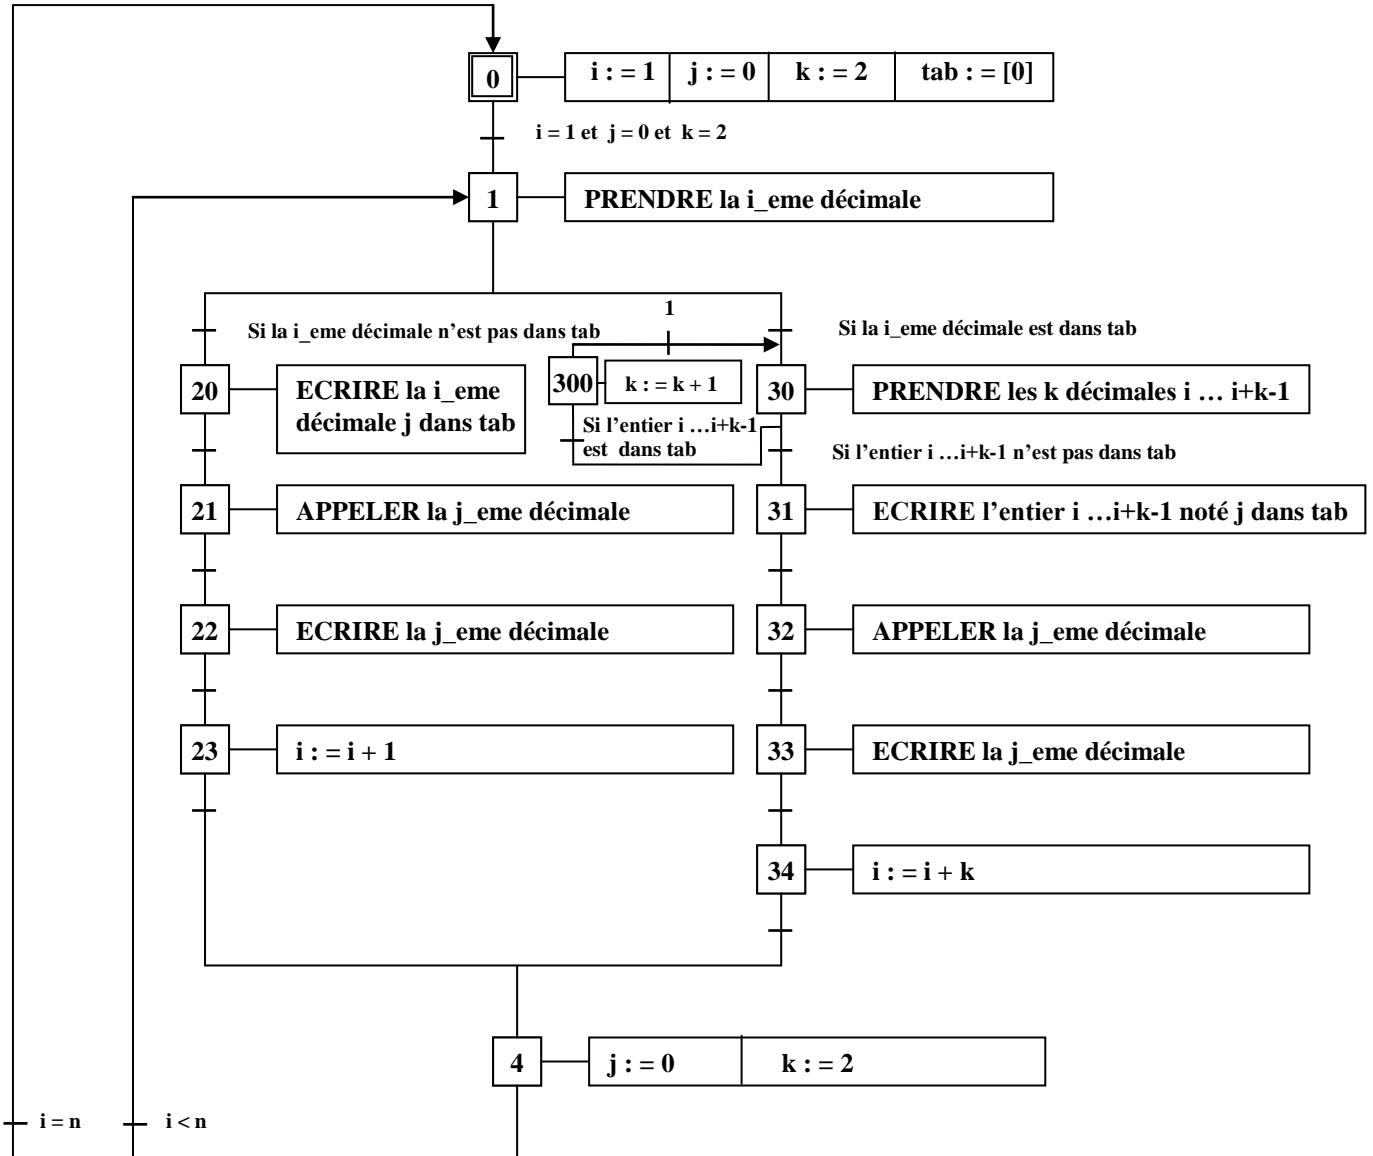 0
i : = 1 j : = 0 k : = 2 tab : = [0]
i = 1 et j = 0 et k = 2
1
PRENDRE la i_eme décimale
1
Si la i_eme décimale n’est pas dans tab
Si la i_eme décimale est dans tab
20
ECRIRE la i_eme
décimale j dans tab
300
k : = k + 1
30
PRENDRE les k décimales i … i+k-1
Si l’entier i …i+k-1
est dans tab
Si l’entier i …i+k-1 n’est pas dans tab
21
APPELER la j_eme décimale
31
ECRIRE l’entier i …i+k-1 noté j dans tab
22
ECRIRE la j_eme décimale
32
APPELER la j_eme décimale
23
i : = i + 1
33
ECRIRE la j_eme décimale
34
i : = i + k
4
j : = 0 k : = 2
i = n
i < n